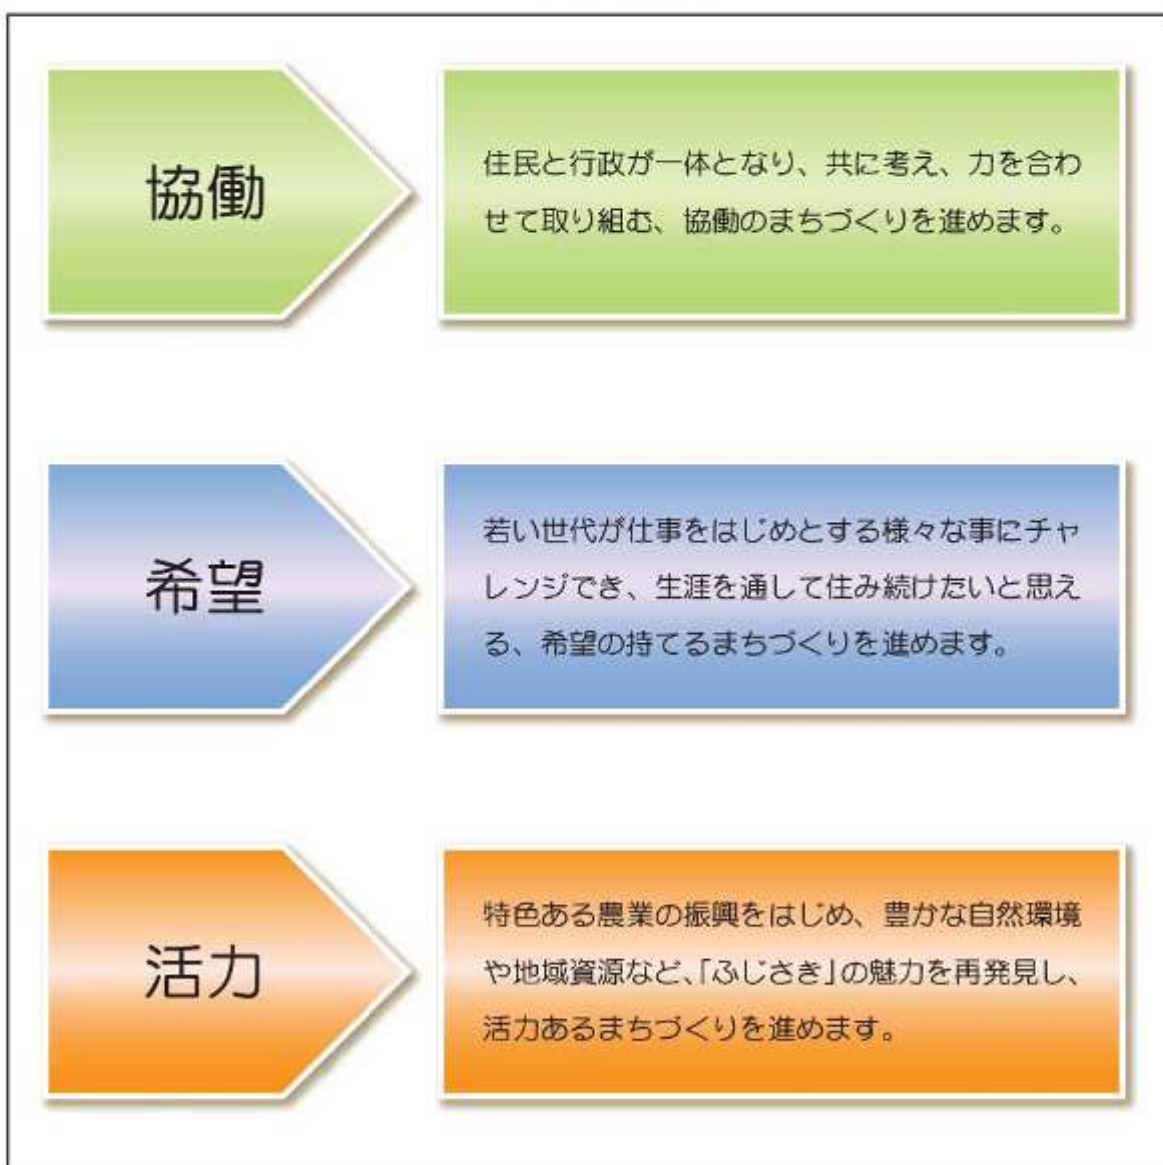 協働
住民と行政が一体となり、共に考え、力を合わ
せて取り組む、協働のまちづくりを進めます。
希望
若い世代が仕事をはじめとする様々な事にチャ
レンジでき、生涯を通して住み続けたいと思え
る、希望の持てるまちづくりを進めます。
活力
特色ある農業の振興をはじめ、豊かな自然環境
や地域資源など、「ふじさき」の魅力を再発見し、
活力あるまちづくりを進めます。